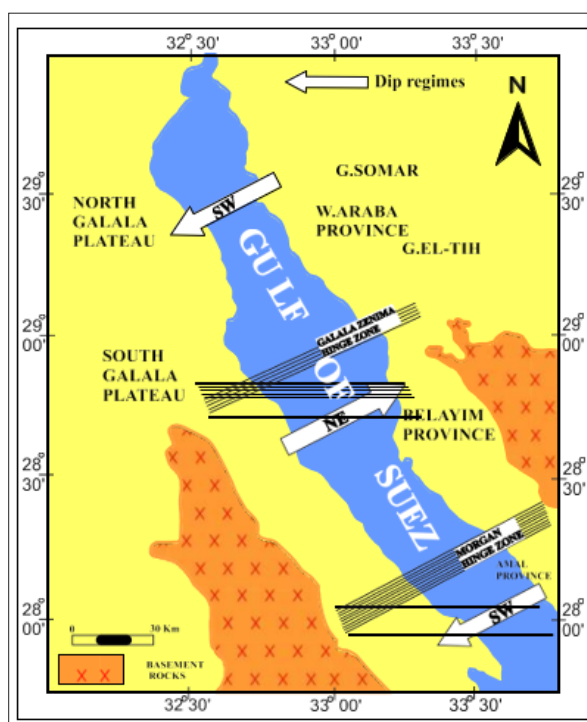 32°30' 33°00' 33°30'
Dip regimes
N
G.SOMAR
29°30' 29°30'
NORTH
GALALA
PLATEAU
SW
W.ARABA
PROVINCE
G.EL-TIH
GULF
OF
SUEZ
29°00' 29°00'
GALALA ZENIMA
HINGE ZONE
SOUTH
GALALA
PLATEAU
NE
BELAYIM
PROVINCE
28°30' 28°30'
MORGAN
HINGE ZONE
AMAL
PROVINCE
SW
28°00' 28°00'
0 30 Km
BASEMENT
ROCKS
32°30' 33°00' 33°30'